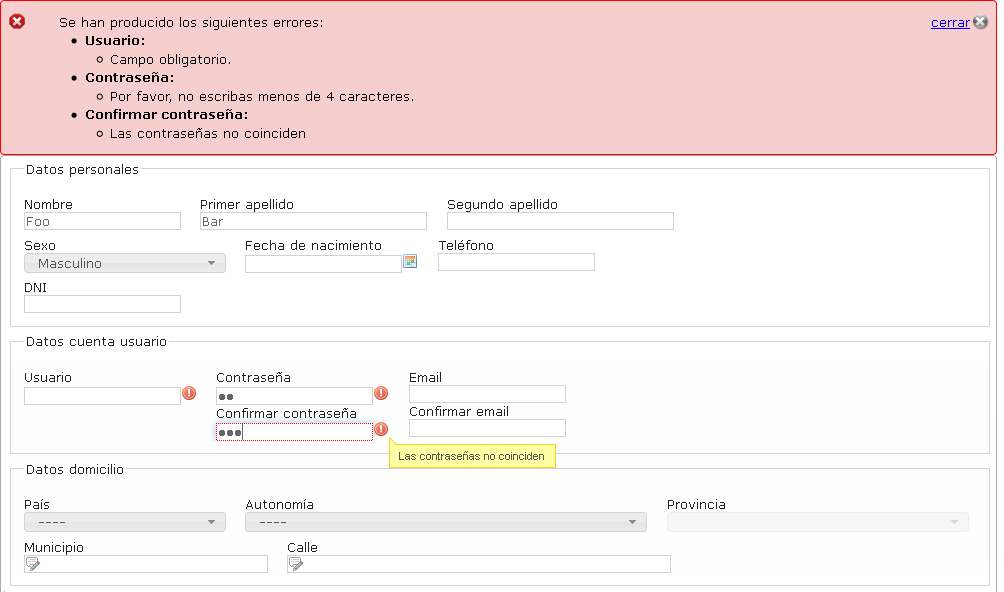 Se han producido los siguientes errores:
cerrar
Usuario:
Campo obligatorio.
Contraseña:
Por favor, no escribas menos de 4 caracteres.
Confirmar contraseña:
Las contraseñas no coinciden
Datos personales
Nombre Primer apellido Segundo apellido
Foo Bar
Sexo Fecha de nacimiento Teléfono
Masculino
DNI
Datos cuenta usuario
Usuario Contraseña Email
●●
Confirmar contraseña Confirmar email
●●●
Las contraseñas no coinciden
Datos domicilio
País Autonomía Provincia
---- ----
Municipio Calle